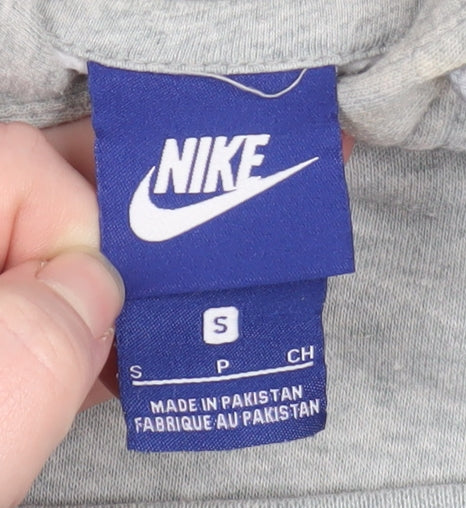 NIKE
S
S P CH
MADE IN PAKISTAN
FABRIQUE AU PAKISTAN